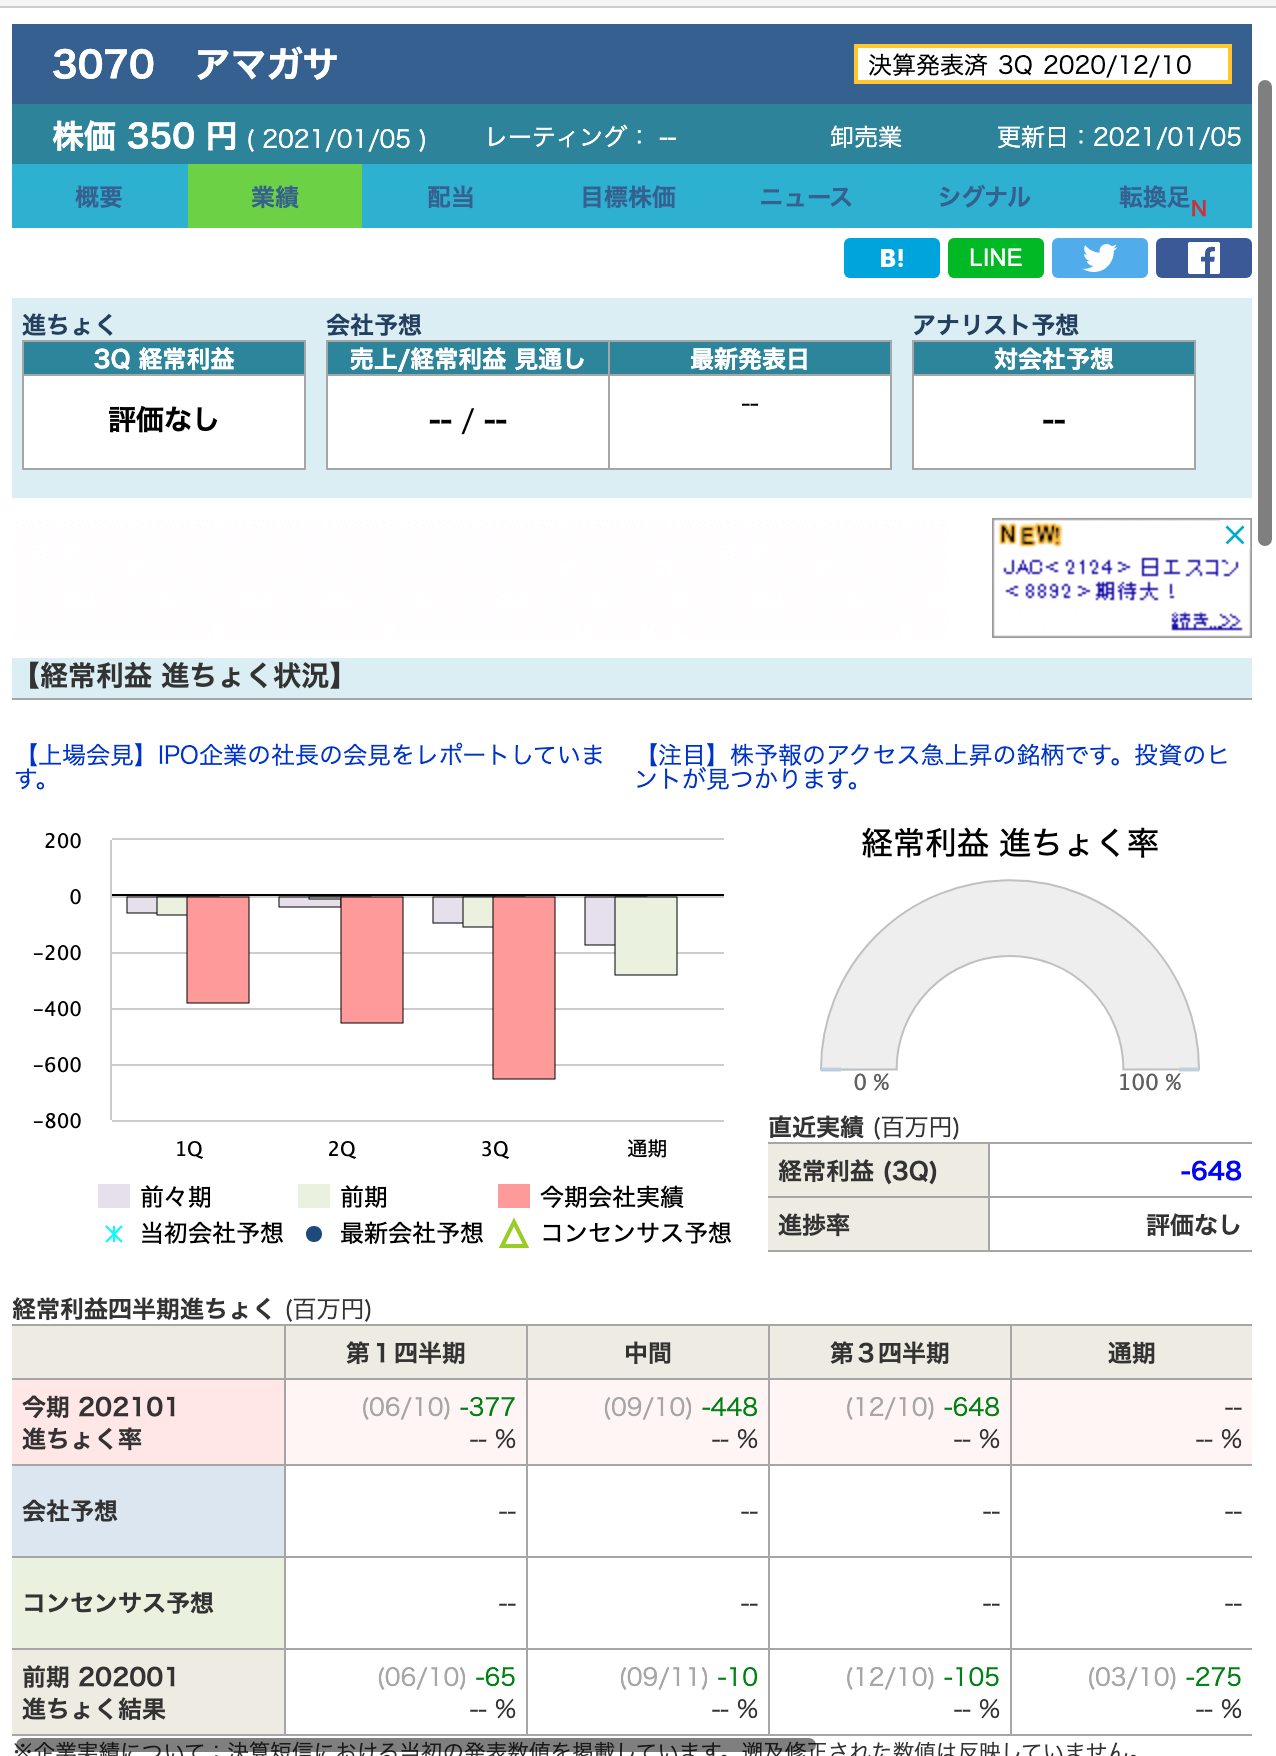 3070 アマガサ
決算発表済 3Q 2020/12/10
株価 350 円 ( 2021/01/05 ) レーティング： -- 卸売業 更新日：2021/01/05
概要 業績 配当 目標株価 ニュース シグナル 転換足N
B! LINE
進ちょく 会社予想 アナリスト予想
3Q 経常利益 売上/経常利益 見通し 最新発表日 対会社予想
評価なし -- / -- -- --
NEW!
JAC<2124> 日エスコン
<8892>期待大！
続き..>>
【経常利益 進ちょく状況】
【上場会見】IPO企業の社長の会見をレポートしていま
す。
【注目】株予報のアクセス急上昇の銘柄です。投資のヒ
ントが見つかります。
200
0
-200
-400
-600
-800
1Q 2Q 3Q 通期
前々期 前期 今期会社実績
当初会社予想 最新会社予想 コンセンサス予想
経常利益 進ちょく率
0 % 100 %
直近実績 (百万円)
経常利益 (3Q) -648
進捗率 評価なし
経常利益四半期進ちょく (百万円)
第１四半期 中間 第３四半期 通期
今期 202101 (06/10) -377 (09/10) -448 (12/10) -648 --
進ちょく率 -- % -- % -- % -- %
会社予想 -- -- -- --
コンセンサス予想 -- -- -- --
前期 202001 (06/10) -65 (09/11) -10 (12/10) -105 (03/10) -275
進ちょく結果 -- % -- % -- % -- %
※企業実績について：決算短信における当初の発表数値を掲載しています。遡及修正された数値は反映していません。